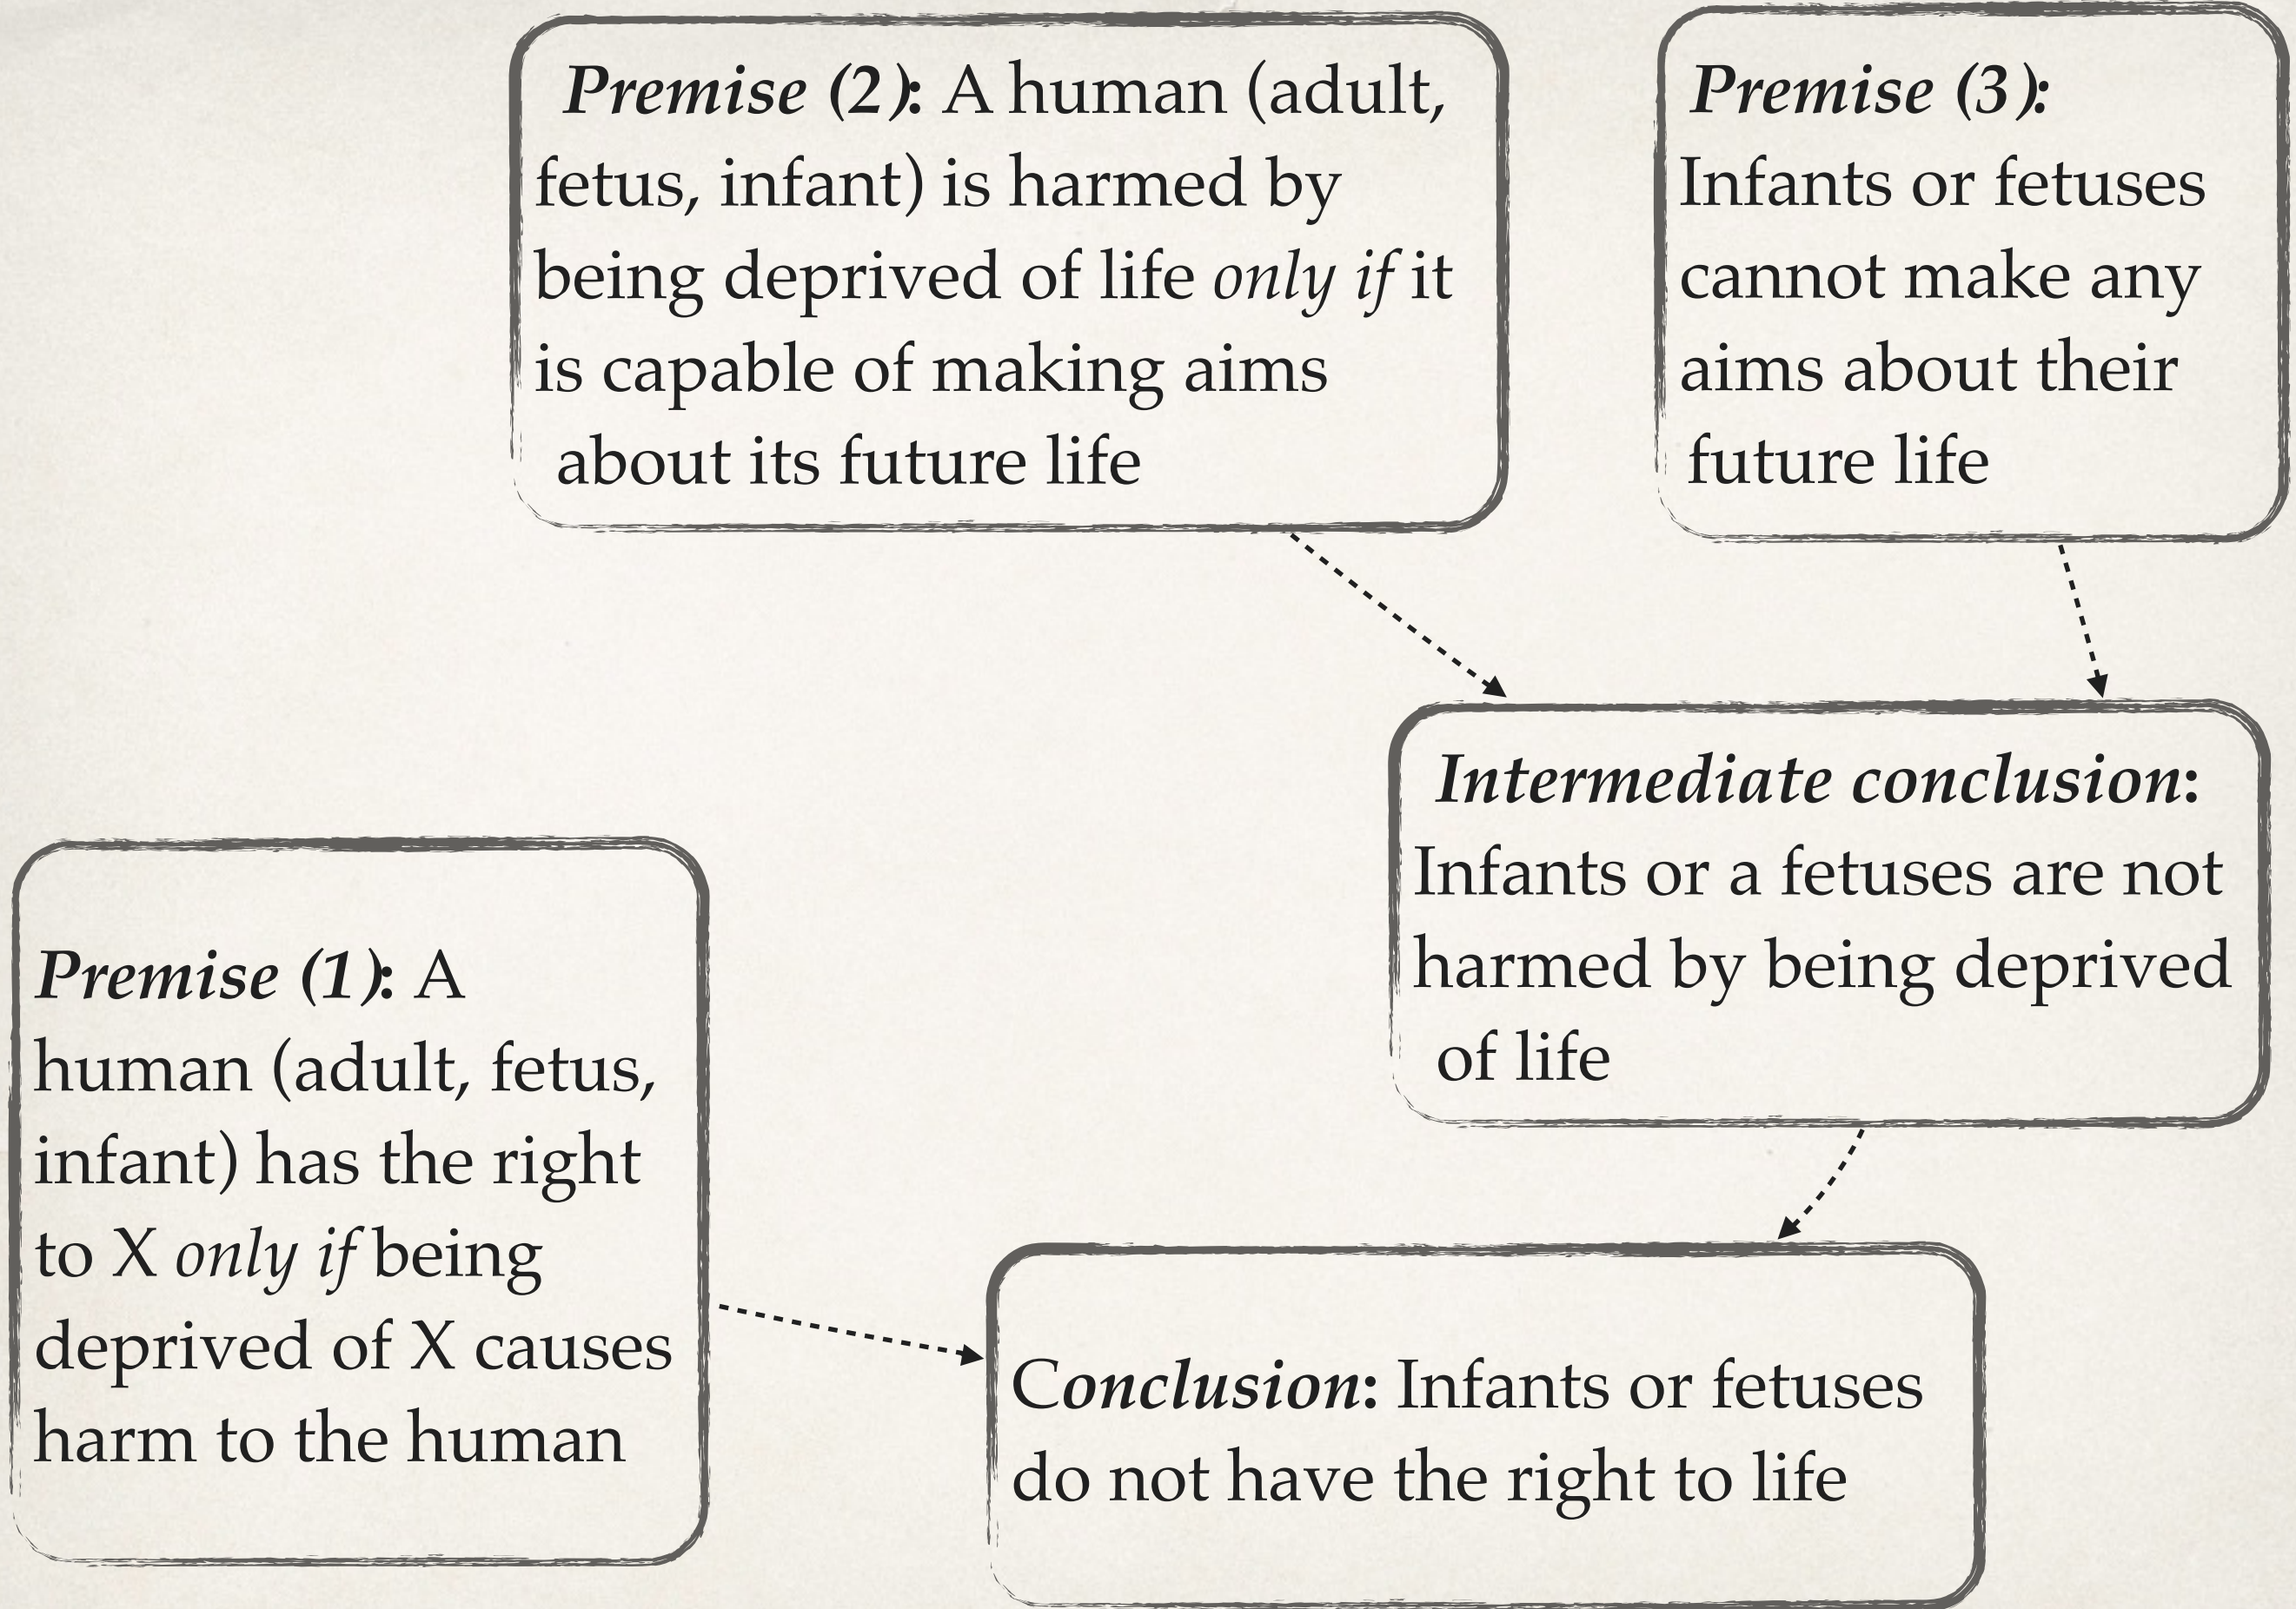 Premise (2): A human (adult,
fetus, infant) is harmed by
being deprived of life only if it
is capable of making aims
about its future life
Premise (3):
Infants or fetuses
cannot make any
aims about their
future life
Intermediate conclusion:
Infants or a fetuses are not
harmed by being deprived
of life
Premise (1): A
human (adult, fetus,
infant) has the right
to X only if being
deprived of X causes
harm to the human
Conclusion: Infants or fetuses
do not have the right to life